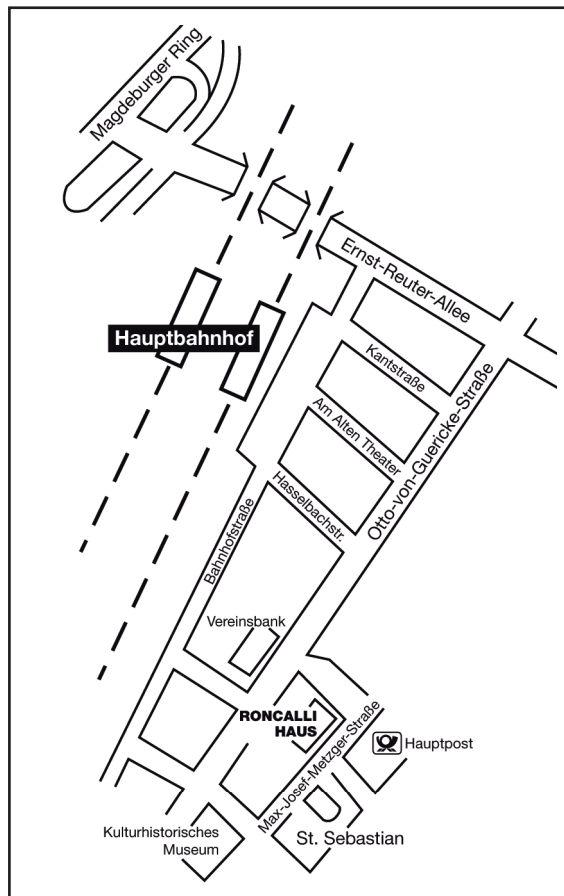 Magdeburger Ring
Ernst-Reuter-Allee
Hauptbahnhof
Kantstraße
Am Alten Theater
Otto-von-Guericke-Straße
Hasselbachstr.
Bahnhofstraße
Vereinsbank
RONCALLI
HAUS
Max-Josef-Metzger-Straße
Hauptpost
Kulturhistorisches
Museum
St. Sebastian